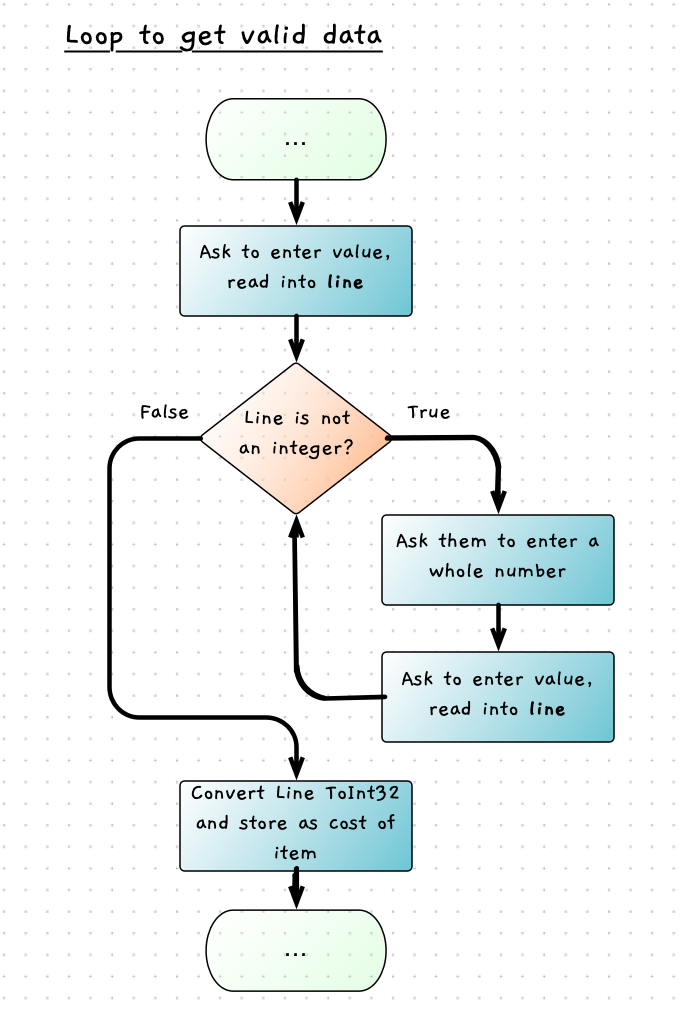 Loop to get valid data
...
Ask to enter value,
read into line
False
True
Line is not
an integer?
Ask them to enter a
whole number
Ask to enter value,
read into line
Convert Line ToInt32
and store as cost of
item
...